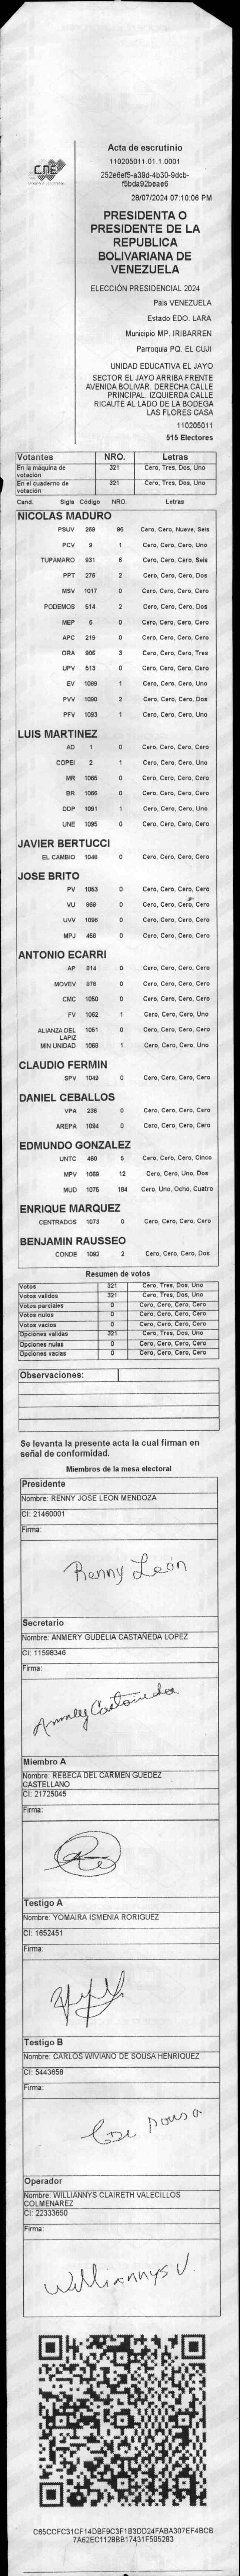 CNE
Acta de escrutinio
110205011.01.1.0001
252e6ef5-a39d-4b30-9dcb-
f5bda92beae6
28/07/2024 07:10:06 PM
PRESIDENTA O
PRESIDENTE DE LA
REPUBLICA
BOLIVARIANA DE
VENEZUELA
ELECCIÓN PRESIDENCIAL 2024
País VENEZUELA
Estado EDO. LARA
Municipio MP. IRIBARREN
Parroquia PQ. EL CUJI
UNIDAD EDUCATIVA EL JAYO
SECTOR EL JAYO ARRIBA FRENTE
AVENIDA BOLIVAR. DERECHA CALLE
PRINCIPAL. IZQUIERDA CALLE
RICAUTE AL LADO DE LA BODEGA
LAS FLORES CASA
110205011
515 Electores
Votantes NRO. Letras
En la máquina de votación 321 Cero, Tres, Dos, Uno
En el cuaderno de votación 321 Cero, Tres, Dos, Uno
Cand. Sigls Código NRO. Letras
NICOLAS MADURO
PSUV 269 96 Cero, Cero, Nueve, Seis
PCV 9 1 Cero, Cero, Cero, Uno
TUPAMARO 931 6 Cero, Cero, Cero, Seis
PPT 276 2 Cero, Cero, Cero, Dos
MSV 1017 0 Cero, Cero, Cero, Cero
PODEMOS 514 2 Cero, Cero, Cero, Dos
MEP 6 0 Cero, Cero, Cero, Cero
APC 219 0 Cero, Cero, Cero, Cero
ORA 906 3 Cero, Cero, Cero, Tres
UPV 513 0 Cero, Cero, Cero, Cero
EV 1089 1 Cero, Cero, Cero, Uno
PVV 1090 2 Cero, Cero, Cero, Dos
PFV 1093 1 Cero, Cero, Cero, Uno
LUIS MARTINEZ
AD 1 0 Cero, Cero, Cero, Cero
COPEI 2 1 Cero, Cero, Cero, Uno
MR 1065 0 Cero, Cero, Cero, Cero
BR 1066 0 Cero, Cero, Cero, Cero
DDP 1091 1 Cero, Cero, Cero, Uno
UNE 1095 0 Cero, Cero, Cero, Cero
JAVIER BERTUCCI
EL CAMBIO 1046 0 Cero, Cero, Cero, Cero
JOSE BRITO
PV 1053 0 Cero, Cero, Cero, Cero
VU 969 0 Cero, Cero, Cero, Cero
UVV 1096 0 Cero, Cero, Cero, Cero
MPJ 458 0 Cero, Cero, Cero, Cero
ANTONIO ECARRI
AP 814 0 Cero, Cero, Cero, Cero
MOVEV 878 0 Cero, Cero, Cero, Cero
CMC 1050 0 Cero, Cero, Cero, Cero
FV 1062 1 Cero, Cero, Cero, Uno
ALIANZA DEL LAPIZ 1051 0 Cero, Cero, Cero, Cero
MIN UNIDAD 1068 1 Cero, Cero, Cero, Uno
CLAUDIO FERMIN
SPV 1049 0 Cero, Cero, Cero, Cero
DANIEL CEBALLOS
VPA 236 0 Cero, Cero, Cero, Cero
AREPA 1094 0 Cero, Cero, Cero, Cero
EDMUNDO GONZALEZ
UNTC 460 5 Cero, Cero, Cero, Cinco
MPV 1069 12 Cero, Cero, Uno, Dos
MUD 1075 184 Cero, Uno, Ocho, Cuatro
ENRIQUE MARQUEZ
CENTRADOS 1073 0 Cero, Cero, Cero, Cero
BENJAMIN RAUSSEO
CONDE 1092 2 Cero, Cero, Cero, Dos
Resumen de votos
Votos 321 Cero, Tres, Dos, Uno
Votos validos 321 Cero, Tres, Dos, Uno
Votos parciales 0 Cero, Cero, Cero, Cero
Votos nulos 0 Cero, Cero, Cero, Cero
Votos vacios 0 Cero, Cero, Cero, Cero
Opciones validas 321 Cero, Tres, Dos, Uno
Opciones nulas 0 Cero, Cero, Cero, Cero
Opciones vacias 0 Cero, Cero, Cero, Cero
Observaciones:
Se levanta la presente acta la cual firman en
señal de conformidad.
Miembros de la mesa electoral
Presidente
Nombre: RENNY JOSE LEON MENDOZA
CI: 21460001
Firma:
Renny León
Secretario
Nombre: ANMERY GUDELIA CASTAÑEDA LOPEZ
CI: 11598346
Firma:
Miembro A
Nombre: REBECA DEL CARMEN GUEDEZ
CASTELLANO
CI: 21725045
Firma:
Testigo A
Nombre: YOMAIRA ISMENIA RORIGUEZ
CI: 1652451
Firma:
Testigo B
Nombre: CARLOS WIVIANO DE SOUSA HENRIQUEZ
CI: 5443658
Firma:
Operador
Nombre: WILLIANNYS CLAIRETH VALECILLOS
COLMENAREZ
CI: 22333650
Firma:
Williannys V.
C65CCFC31CF14DBF9C3F1B3DD24FABA307EF4BCB
7A62EC1128BB17431F505283